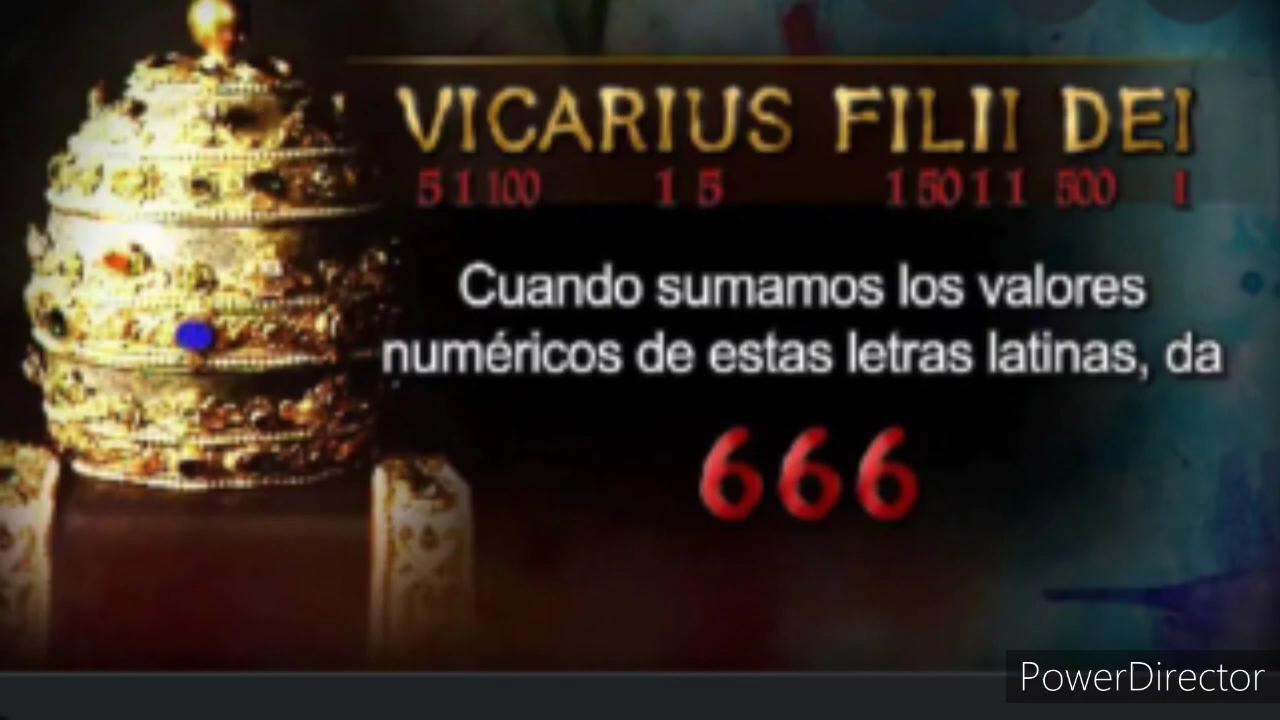 VICARIUS FILII DEI
5 1 100 1 5 1 50 1 1 500 1
Cuando sumamos los valores
numéricos de estas letras latinas, da
666
PowerDirector